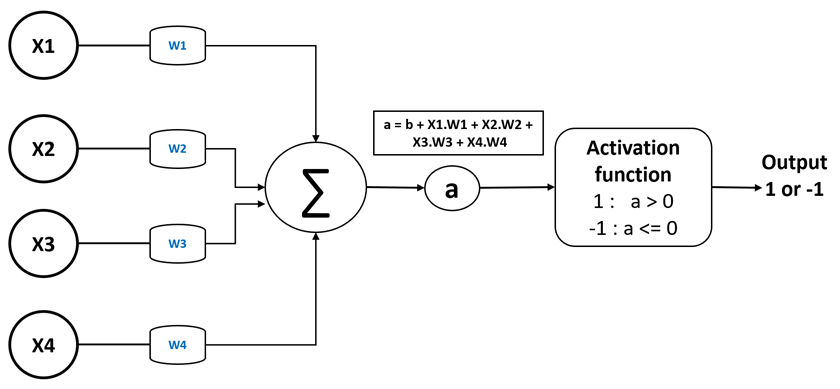 X1
W1
X2
W2
X3
W3
X4
W4
∑
a = b + X1.W1 + X2.W2 +
X3.W3 + X4.W4
a
Activation
function
1 : a > 0
-1 : a <= 0
Output
1 or -1